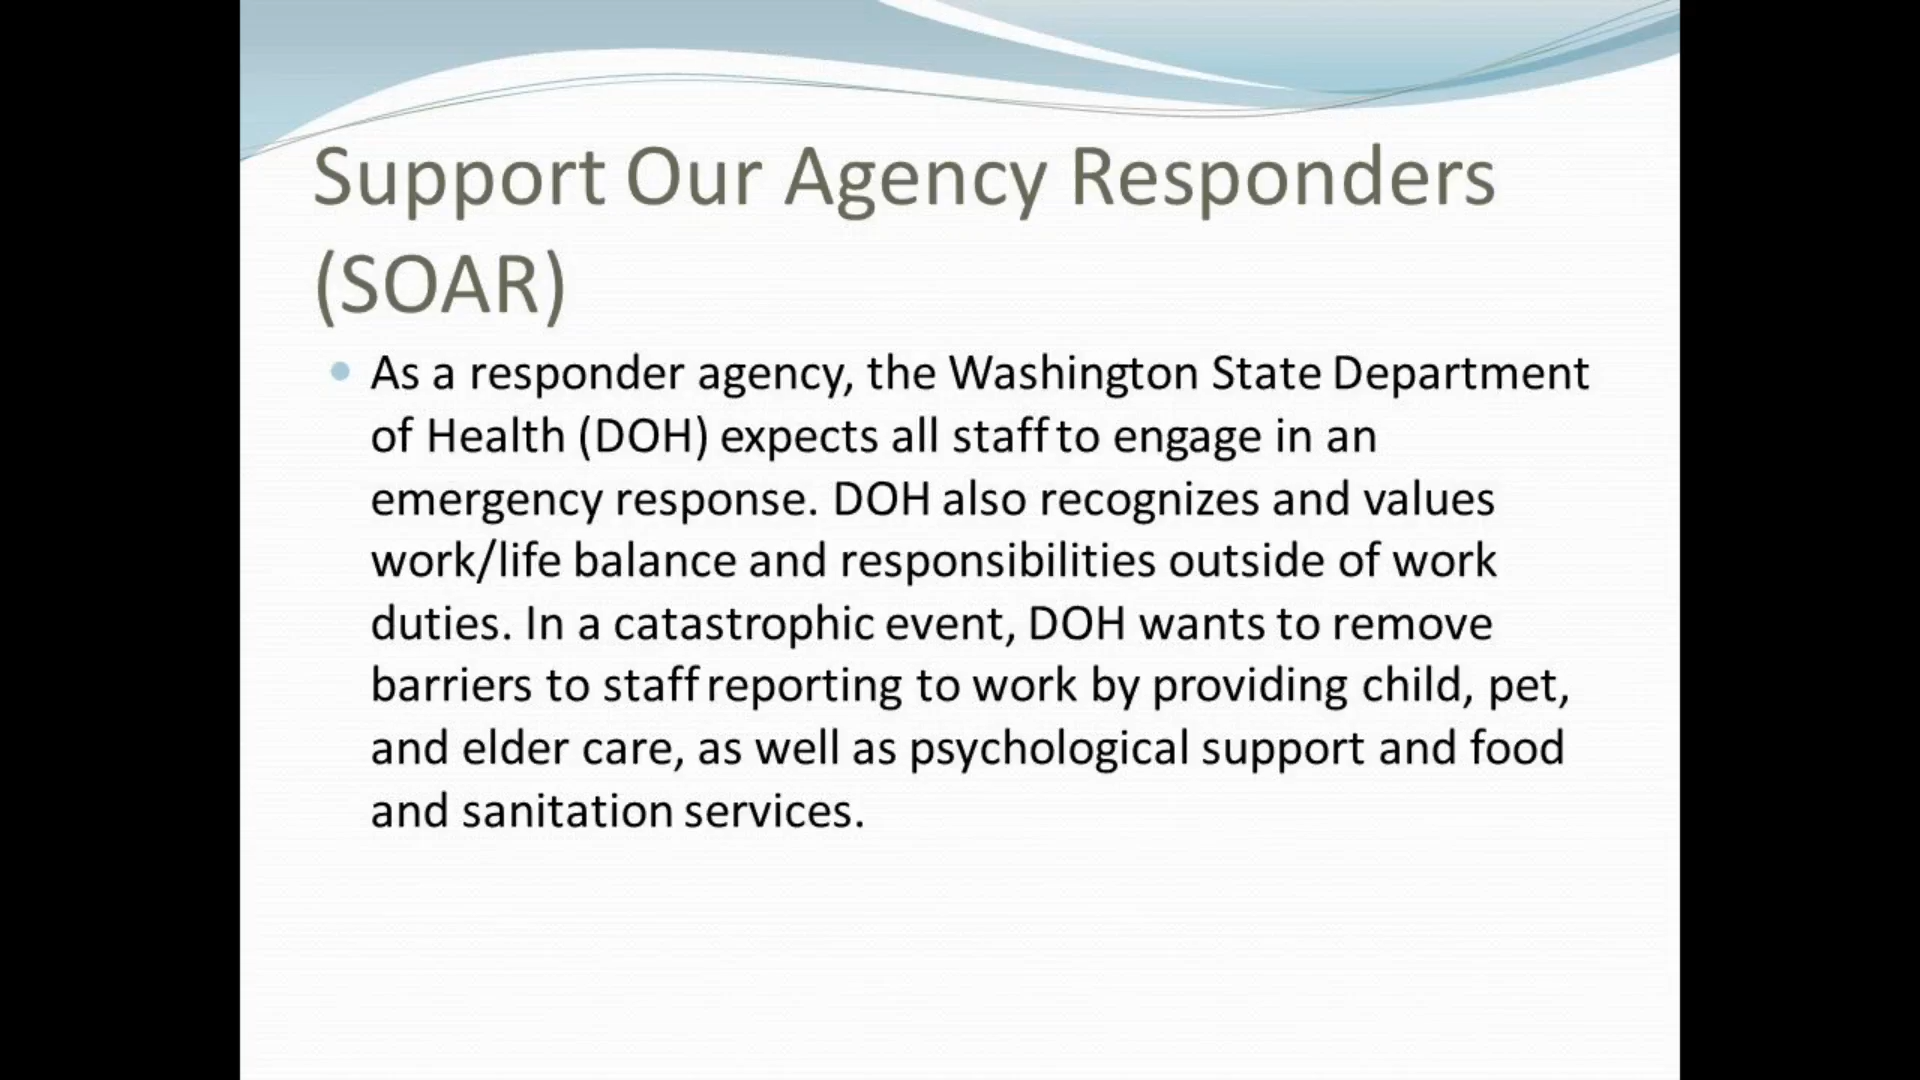 Support Our Agency Responders
(SOAR)
As a responder agency, the Washington State Department
of Health (DOH) expects all staff to engage in an
emergency response. DOH also recognizes and values
work/life balance and responsibilities outside of work
duties. In a catastrophic event, DOH wants to remove
barriers to staff reporting to work by providing child, pet,
and elder care, as well as psychological support and food
and sanitation services.